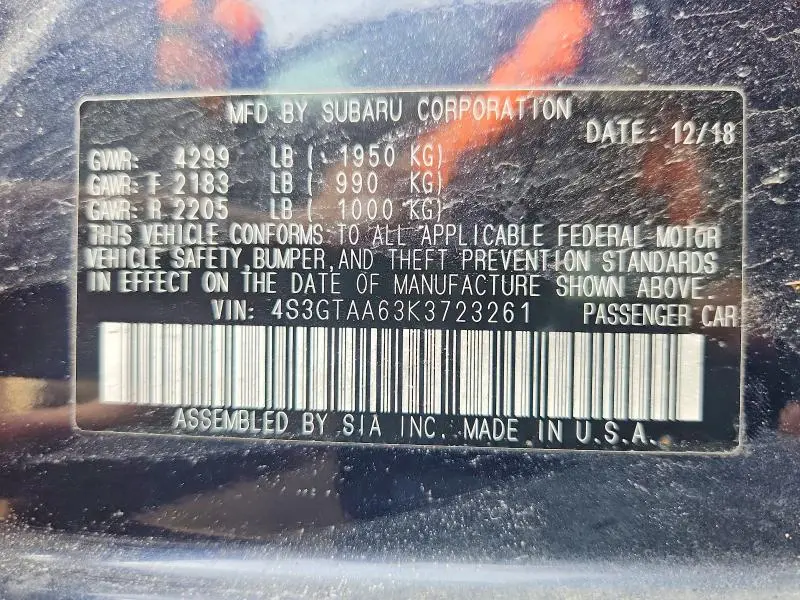 MFD BY SUBARU CORPORATION
DATE: 12/18
GVWR: 4299 LB ( 1950 KG)
GAWR: F 2183 LB ( 990 KG)
GAWR: R 2205 LB ( 1000 KG)
THIS VEHICLE CONFORMS TO ALL APPLICABLE FEDERAL MOTOR
VEHICLE SAFETY, BUMPER, AND THEFT PREVENTION STANDARDS
IN EFFECT ON THE DATE OF MANUFACTURE SHOWN ABOVE.
VIN: 4S3GTAA63K3723261 PASSENGER CAR
ASSEMBLED BY SIA INC. MADE IN U.S.A.